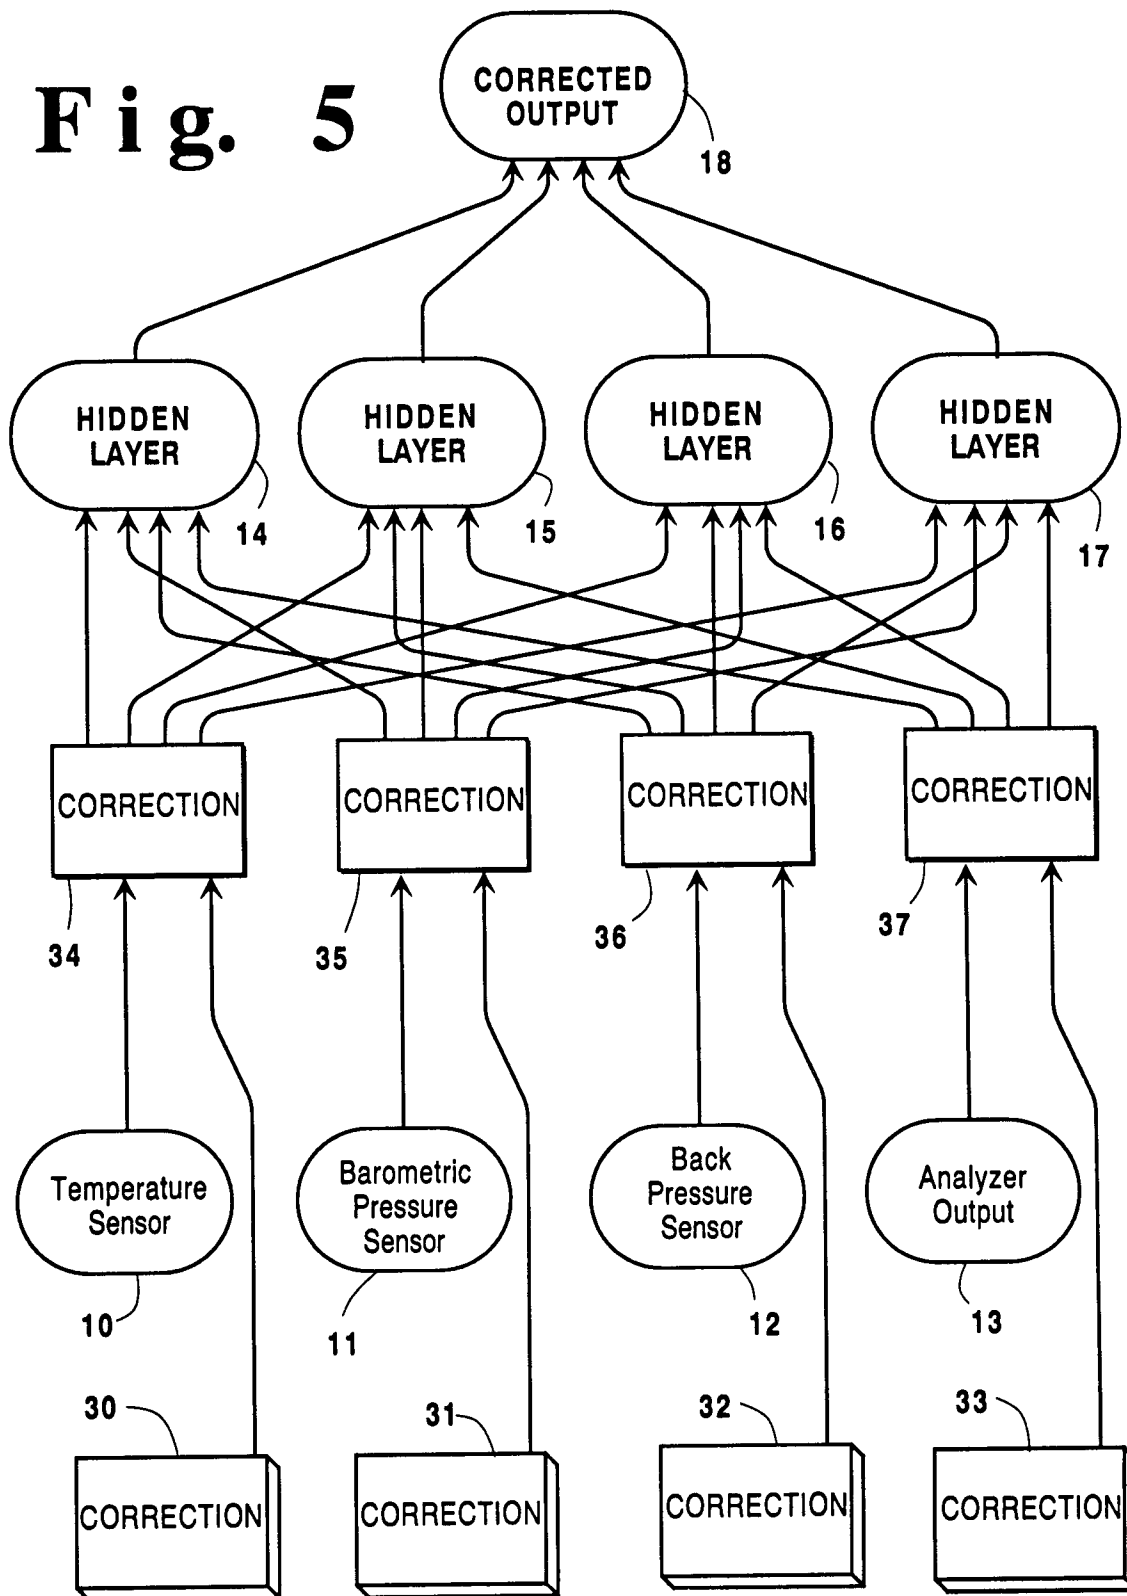 Fig. 5
CORRECTED
OUTPUT
18
HIDDEN
LAYER
HIDDEN
LAYER
HIDDEN
LAYER
HIDDEN
LAYER
14
15
16
17
CORRECTION
CORRECTION
CORRECTION
CORRECTION
34
35
36
37
Temperature
Sensor
Barometric
Pressure
Sensor
Back
Pressure
Sensor
Analyzer
Output
10
11
12
13
30
31
32
33
CORRECTION
CORRECTION
CORRECTION
CORRECTION